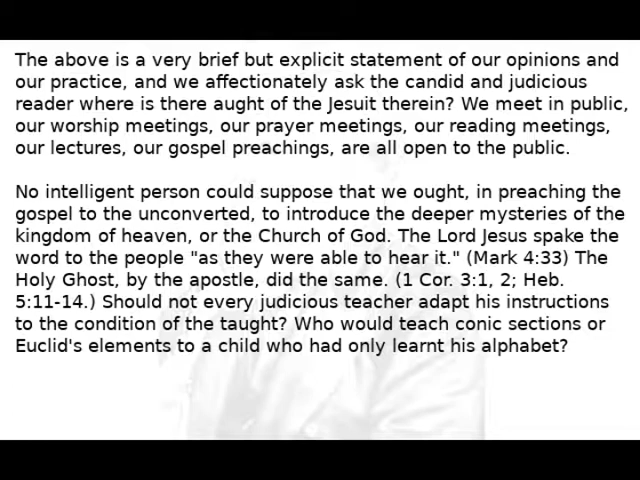 The above is a very brief but explicit statement of our opinions and
our practice, and we affectionately ask the candid and judicious
reader where is there aught of the Jesuit therein? We meet in public,
our worship meetings, our prayer meetings, our reading meetings,
our lectures, our gospel preachings, are all open to the public.

No intelligent person could suppose that we ought, in preaching the
gospel to the unconverted, to introduce the deeper mysteries of the
kingdom of heaven, or the Church of God. The Lord Jesus spake the
word to the people "as they were able to hear it." (Mark 4:33) The
Holy Ghost, by the apostle, did the same. (1 Cor. 3:1, 2; Heb.
5:11-14.) Should not every judicious teacher adapt his instructions
to the condition of the taught? Who would teach conic sections or
Euclid's elements to a child who had only learnt his alphabet?